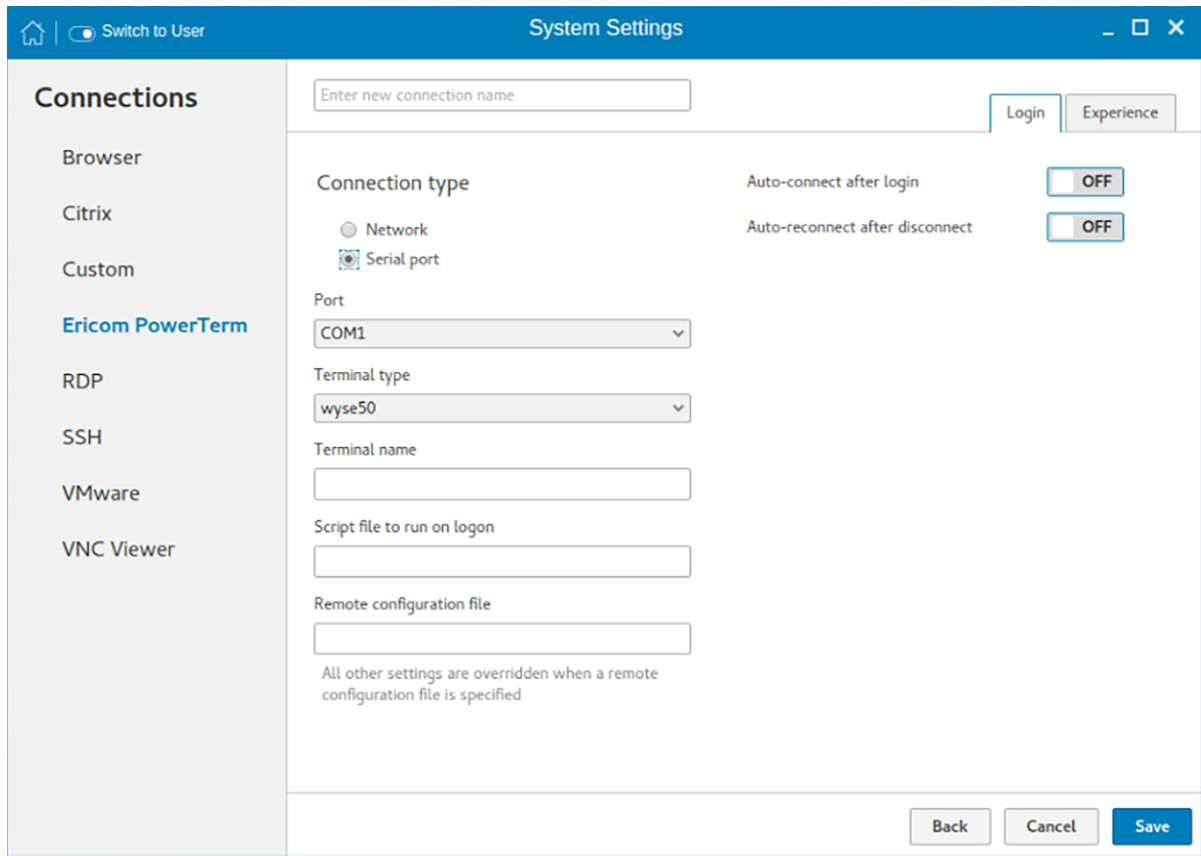 Switch to User
System Settings
Connections
Browser
Citrix
Custom
Ericom PowerTerm
RDP
SSH
VMware
VNC Viewer
Enter new connection name
Login
Experience
Connection type
Network
Serial port
Port
COM1
Terminal type
wyse50
Terminal name
Script file to run on logon
Remote configuration file
All other settings are overridden when a remote
configuration file is specified
Auto-connect after login
OFF
Auto-reconnect after disconnect
OFF
Back
Cancel
Save